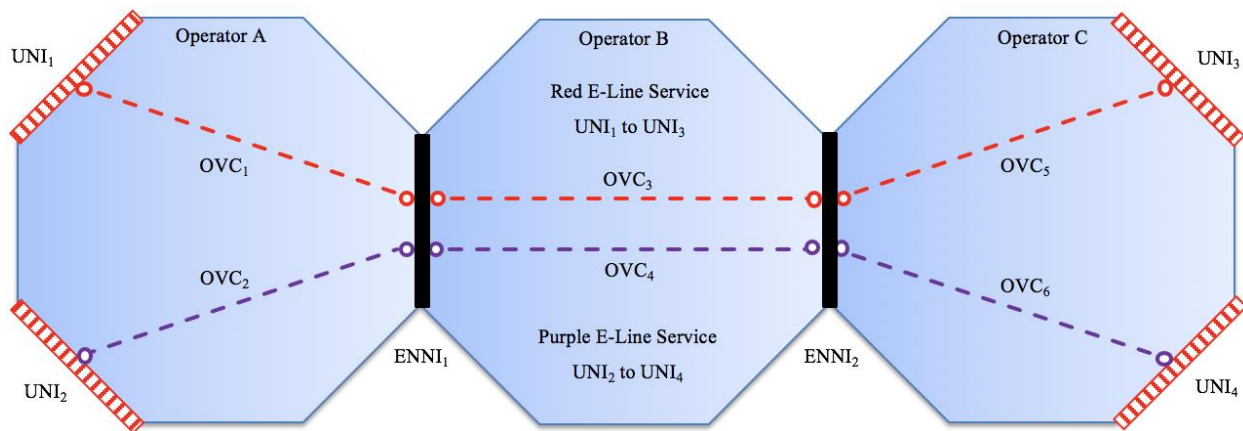 Operator A
Operator B
Operator C
UNI₁
UNI₃
Red E-Line Service
UNI₁ to UNI₃
OVC₁
OVC₃
OVC₅
OVC₂
OVC₄
OVC₆
Purple E-Line Service
UNI₂ to UNI₄
ENNI₁
ENNI₂
UNI₂
UNI₄